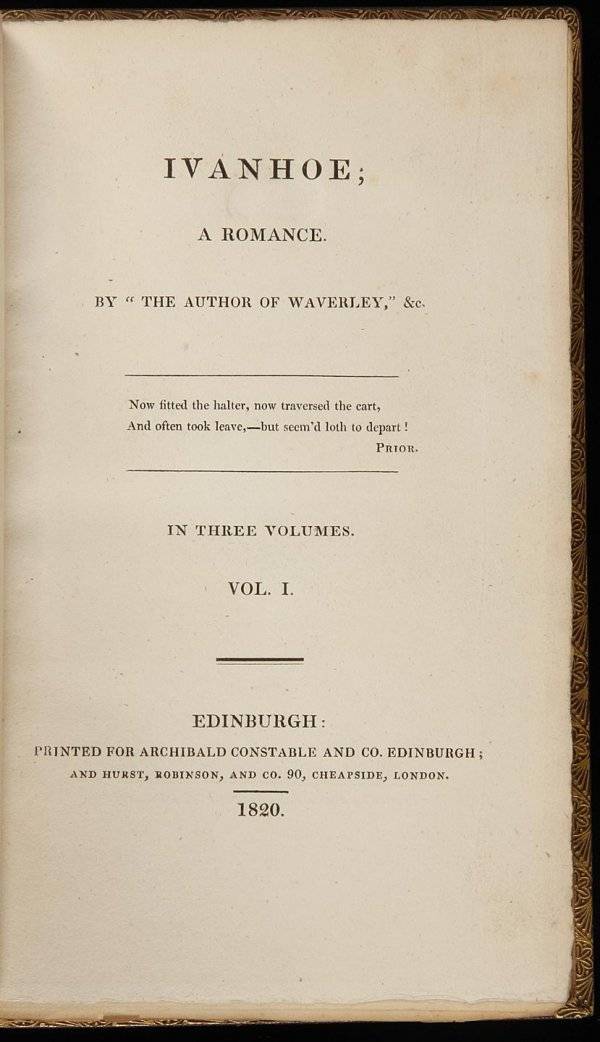 IVANHOE;
A ROMANCE.
BY “ THE AUTHOR OF WAVERLEY,” &c.
Now fitted the halter, now traversed the cart,
And often took leave,—but seem’d loth to depart !
PRIOR.
IN THREE VOLUMES.
VOL. I.
EDINBURGH:
PRINTED FOR ARCHIBALD CONSTABLE AND CO. EDINBURGH ;
AND HURST, ROBINSON, AND CO. 90, CHEAPSIDE, LONDON.
1820.